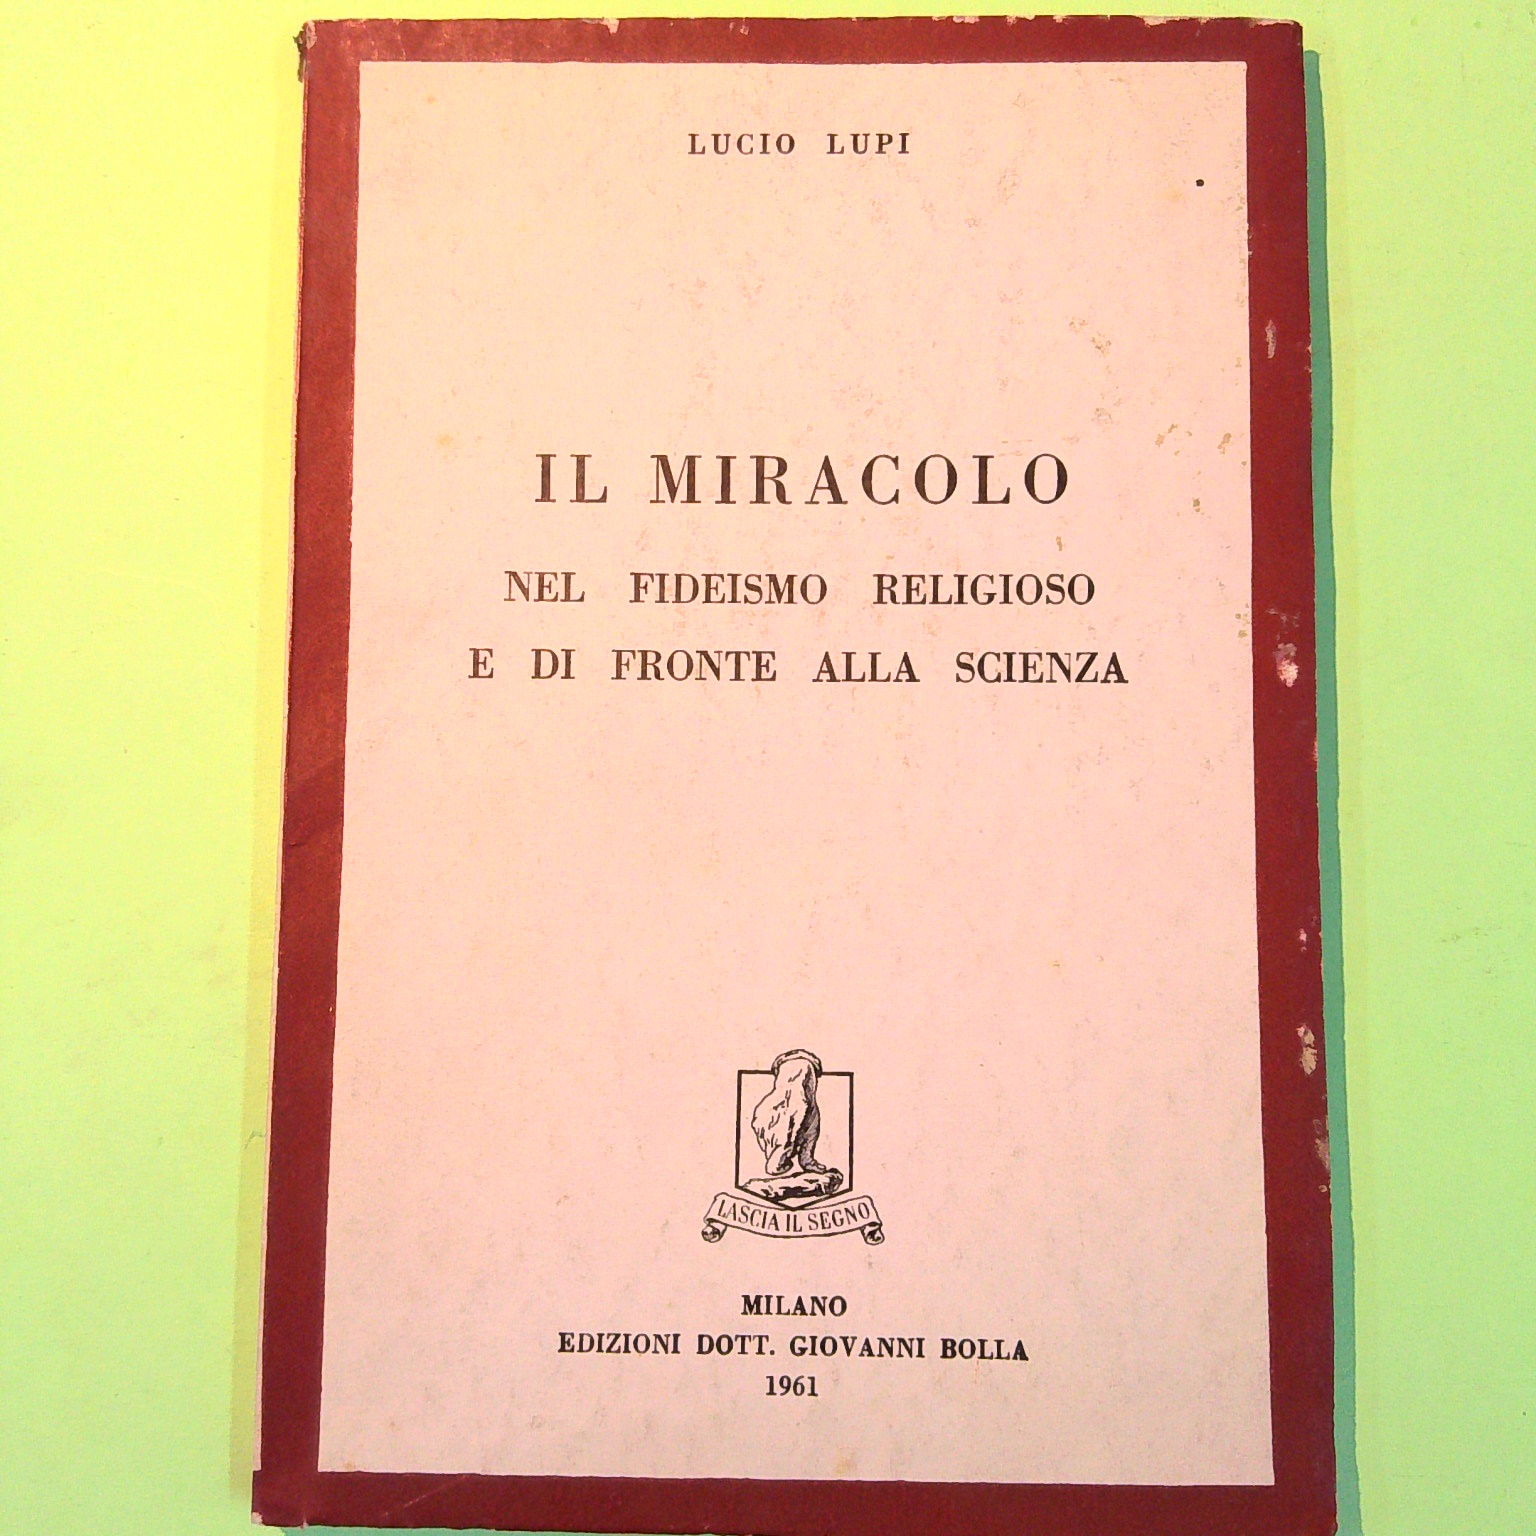 LUCIO LUPI
IL MIRACOLO
NEL FIDEISMO RELIGIOSO
E DI FRONTE ALLA SCIENZA
LASCIA IL SEGNO
MILANO
EDIZIONI DOTT. GIOVANNI BOLLA
1961